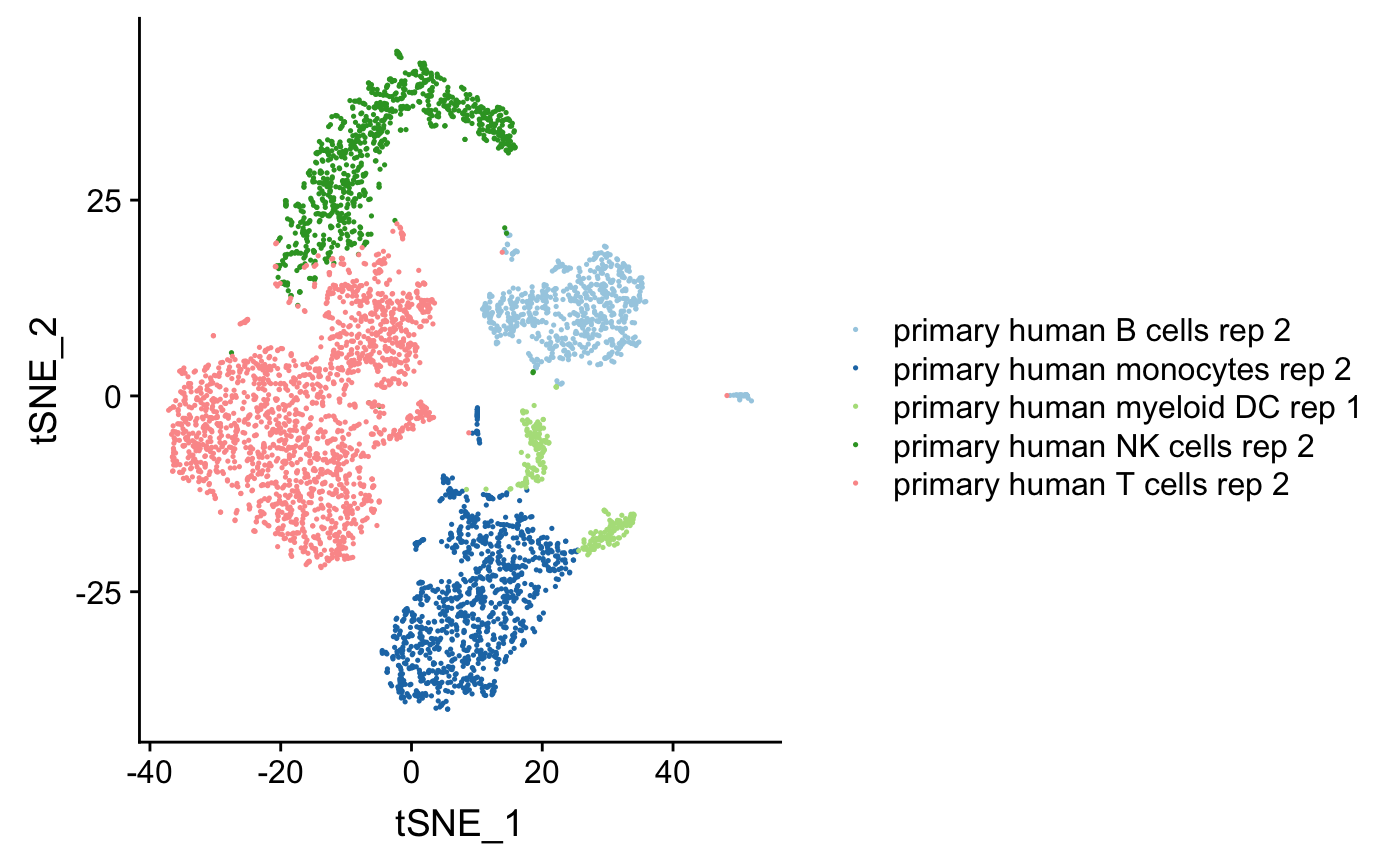 25
0
-25
tSNE_2
-40
-20
0
20
40
tSNE_1
primary human B cells rep 2
primary human monocytes rep 2
primary human myeloid DC rep 1
primary human NK cells rep 2
primary human T cells rep 2